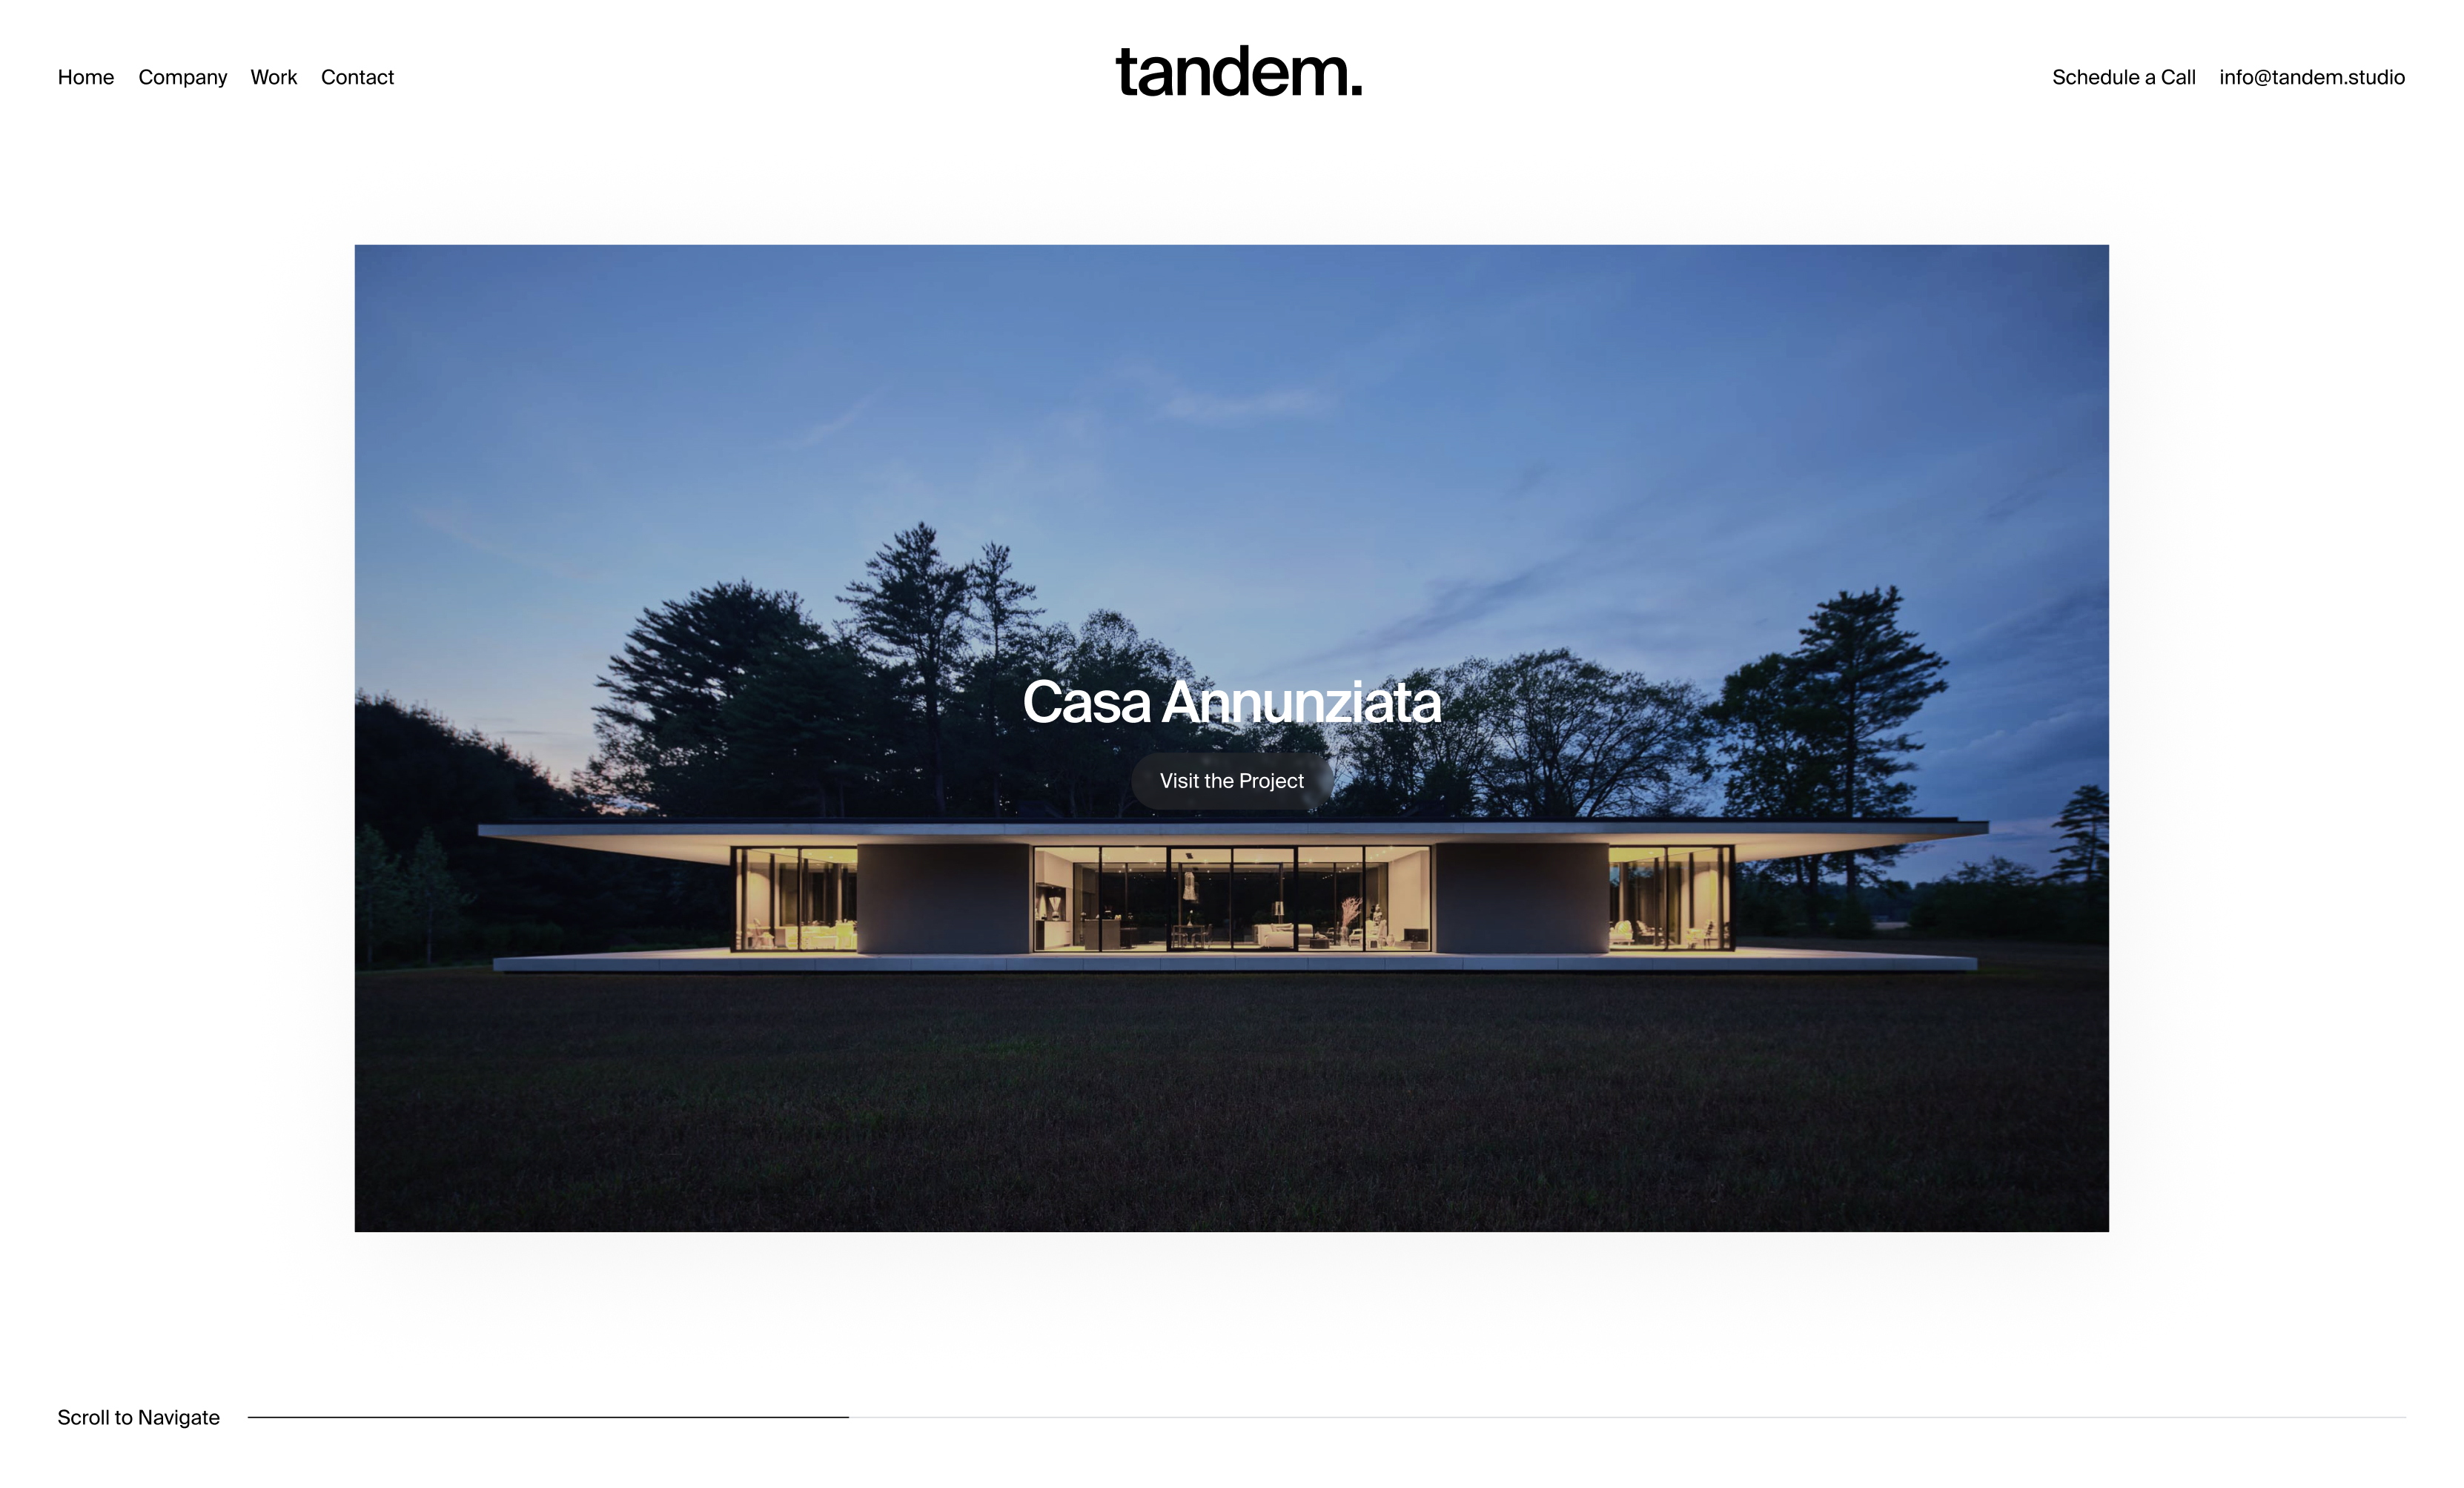 Home Company Work Contact
tandem.
Schedule a Call info@tandem.studio
Casa Annunziata
Visit the Project
Scroll to Navigate